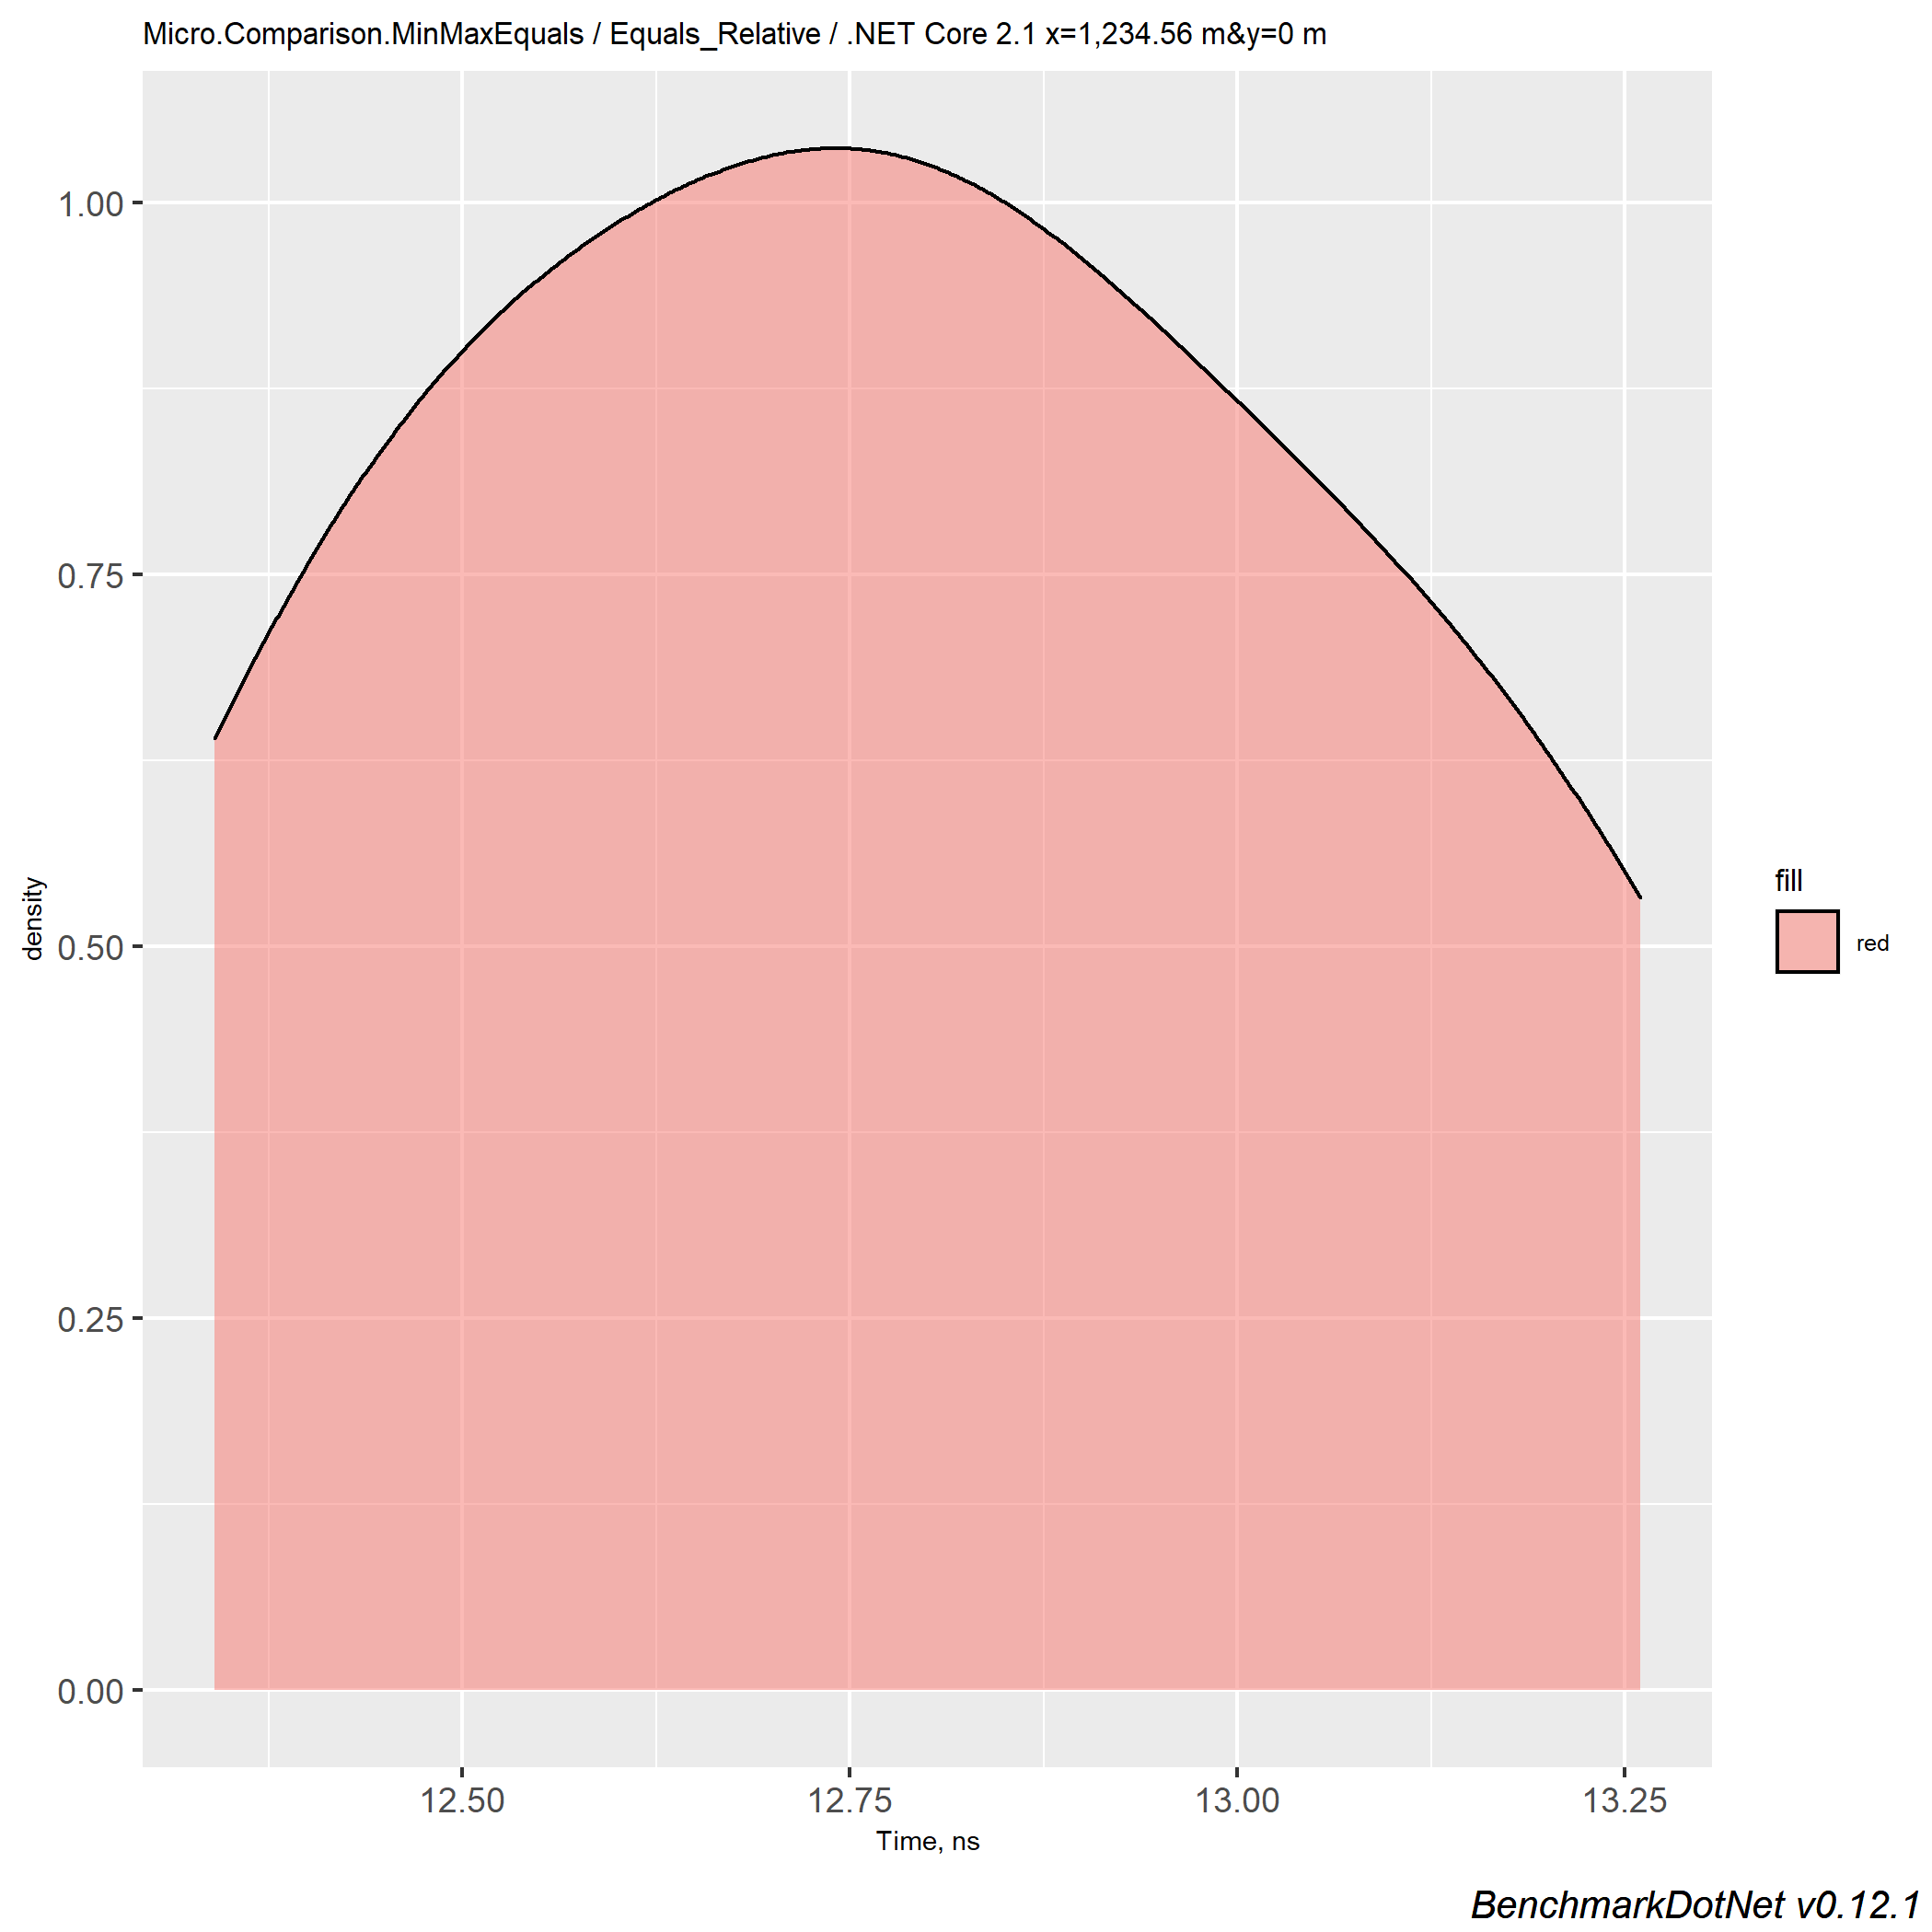 Micro.Comparison.MinMaxEquals / Equals_Relative / .NET Core 2.1 x=1,234.56 m&y=0 m
1.00
0.75
0.50
0.25
0.00
density
12.50 12.75 13.00 13.25
Time, ns
fill
red
BenchmarkDotNet v0.12.1